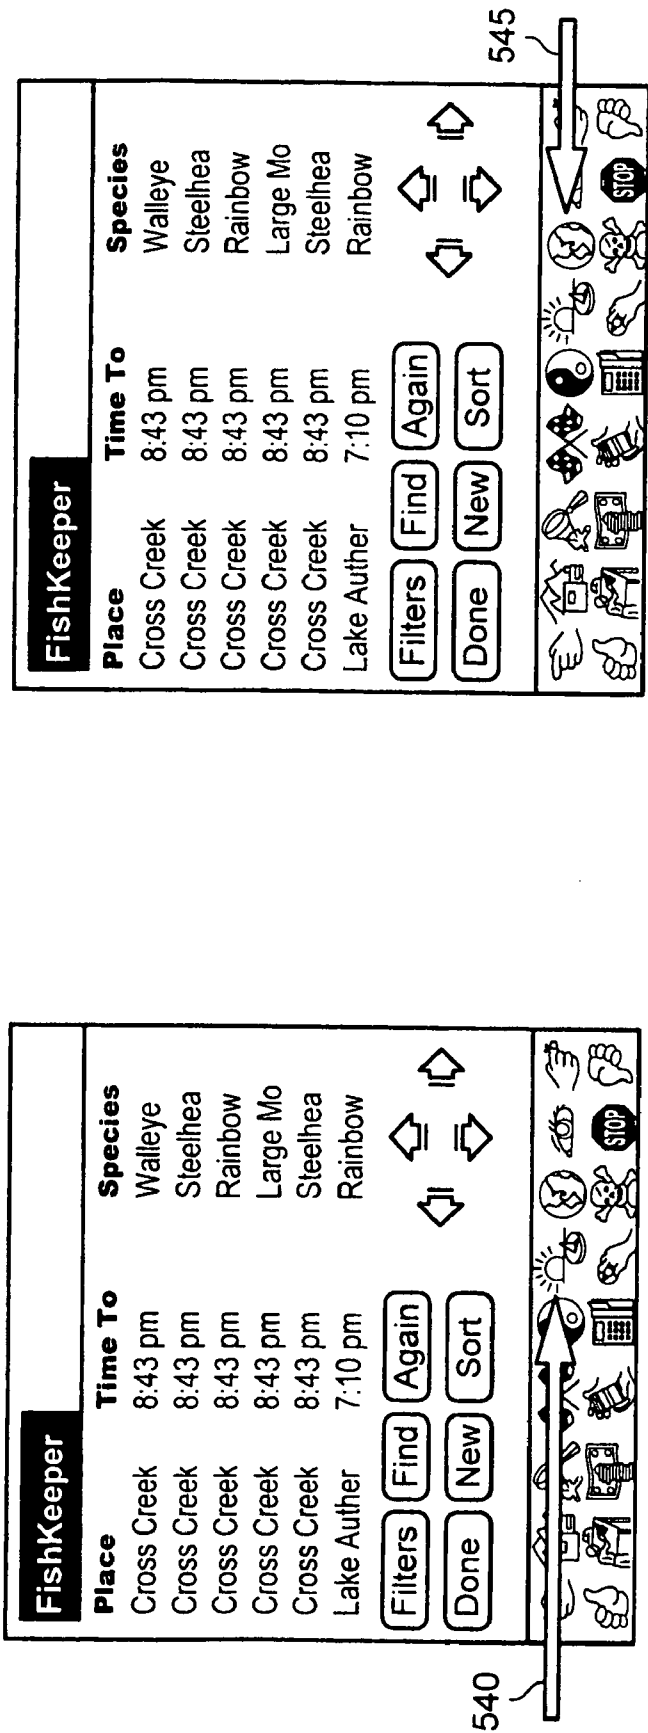 FishKeeper
Place Time To Species
Cross Creek 8:43 pm Walleye
Cross Creek 8:43 pm Steelhea
Cross Creek 8:43 pm Rainbow
Cross Creek 8:43 pm Large Mo
Cross Creek 8:43 pm Steelhea
Lake Auther 7:10 pm Rainbow
Filters Find Again
Done New Sort
STOP
540
FishKeeper
Place Time To Species
Cross Creek 8:43 pm Walleye
Cross Creek 8:43 pm Steelhea
Cross Creek 8:43 pm Rainbow
Cross Creek 8:43 pm Large Mo
Cross Creek 8:43 pm Steelhea
Lake Auther 7:10 pm Rainbow
Filters Find Again
Done New Sort
STOP
545